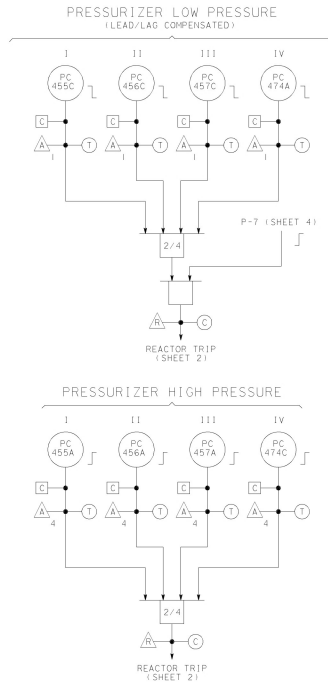 PRESSURIZER LOW PRESSURE
(LEAD/LAG COMPENSATED)
I II III IV
PC 455C PC 456C PC 457C PC 474A
C C C C
A T A T A T A T
1 1 1 1
P-7 (SHEET 4)
2/4
R C
REACTOR TRIP
(SHEET 2)
PRESSURIZER HIGH PRESSURE
I II III IV
PC 455A PC 456A PC 457A PC 474C
C C C C
A T A T A T A T
4 4 4 4
2/4
R C
REACTOR TRIP
(SHEET 2)